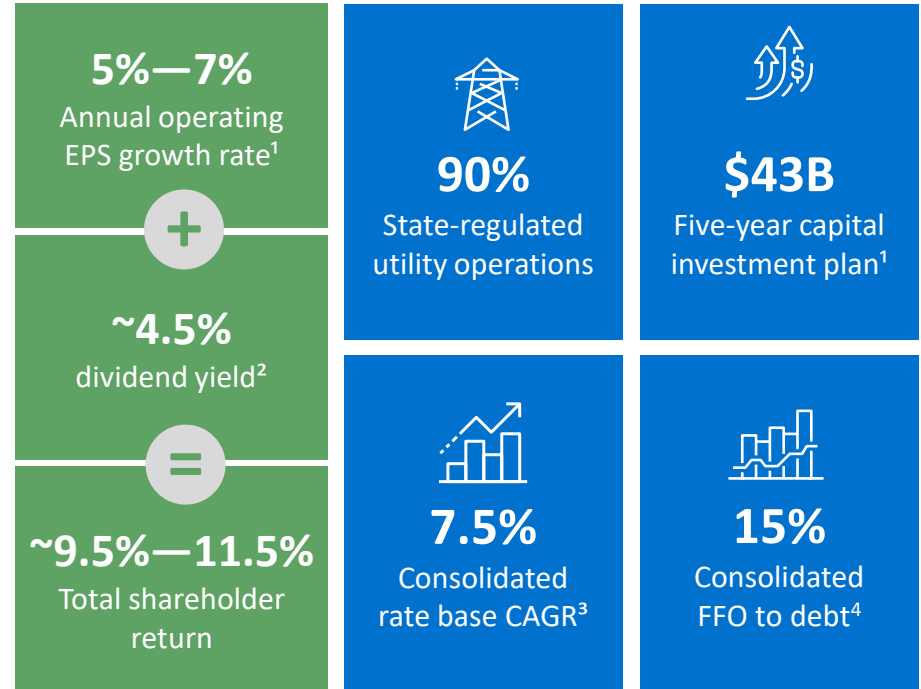 5%—7%
Annual operating
EPS growth rate¹
+
~4.5%
dividend yield²
=
~9.5%—11.5%
Total shareholder
return
90%
State-regulated
utility operations
$
$43B
Five-year capital
investment plan¹
7.5%
Consolidated
rate base CAGR³
15%
Consolidated
FFO to debt⁴